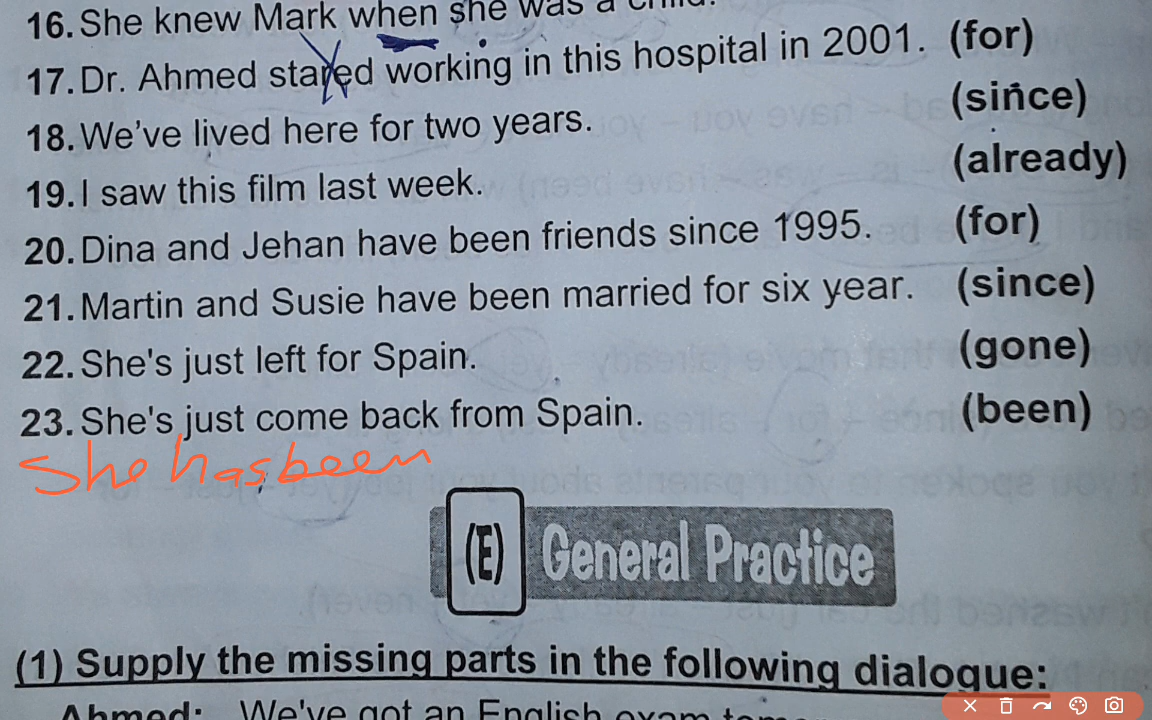 16. She knew Mark when she was a child.
17. Dr. Ahmed stared working in this hospital in 2001. (for)
18. We've lived here for two years. (since)
19. I saw this film last week. (already)
20. Dina and Jehan have been friends since 1995. (for)
21. Martin and Susie have been married for six year. (since)
22. She's just left for Spain. (gone)
23. She's just come back from Spain. (been)
She has been
(E) General Practice
(1) Supply the missing parts in the following dialogue:
Ahmed: We've got an English exam